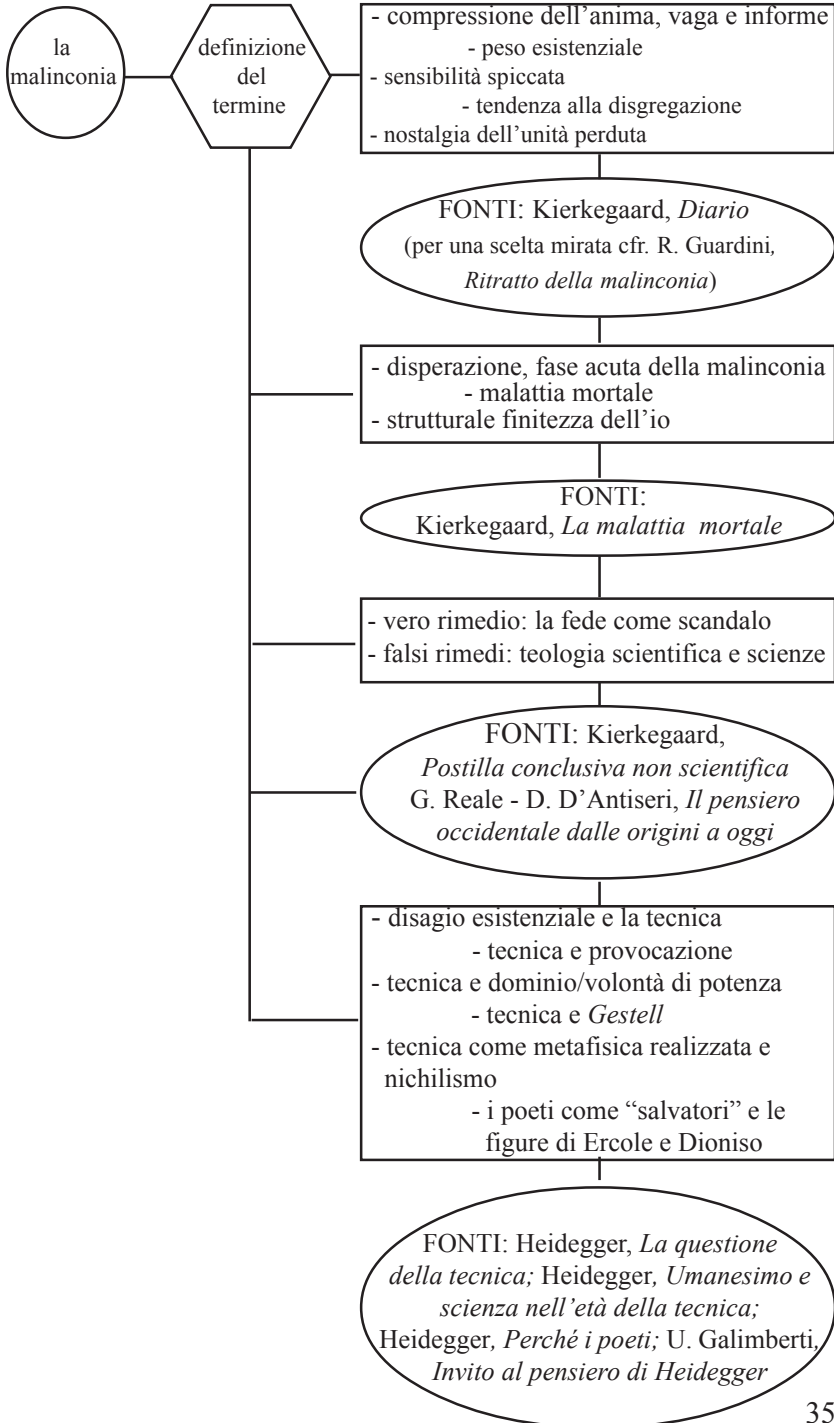 la
malinconia
definizione
del
termine
- compressione dell’anima, vaga e informe
- peso esistenziale
- sensibilità spiccata
- tendenza alla disgregazione
- nostalgia dell’unità perduta
FONTI: Kierkegaard, Diario
(per una scelta mirata cfr. R. Guardini,
Ritratto della malinconia)
- disperazione, fase acuta della malinconia
- malattia mortale
- strutturale finitezza dell’io
FONTI:
Kierkegaard, La malattia mortale
- vero rimedio: la fede come scandalo
- falsi rimedi: teologia scientifica e scienze
FONTI: Kierkegaard,
Postilla conclusiva non scientifica
G. Reale - D. D’Antiseri, Il pensiero
occidentale dalle origini a oggi
- disagio esistenziale e la tecnica
- tecnica e provocazione
- tecnica e dominio/volontà di potenza
- tecnica e Gestell
- tecnica come metafisica realizzata e
nichilismo
- i poeti come “salvatori” e le
figure di Ercole e Dioniso
FONTI: Heidegger, La questione
della tecnica; Heidegger, Umanesimo e
scienza nell’età della tecnica;
Heidegger, Perché i poeti; U. Galimberti,
Invito al pensiero di Heidegger
35